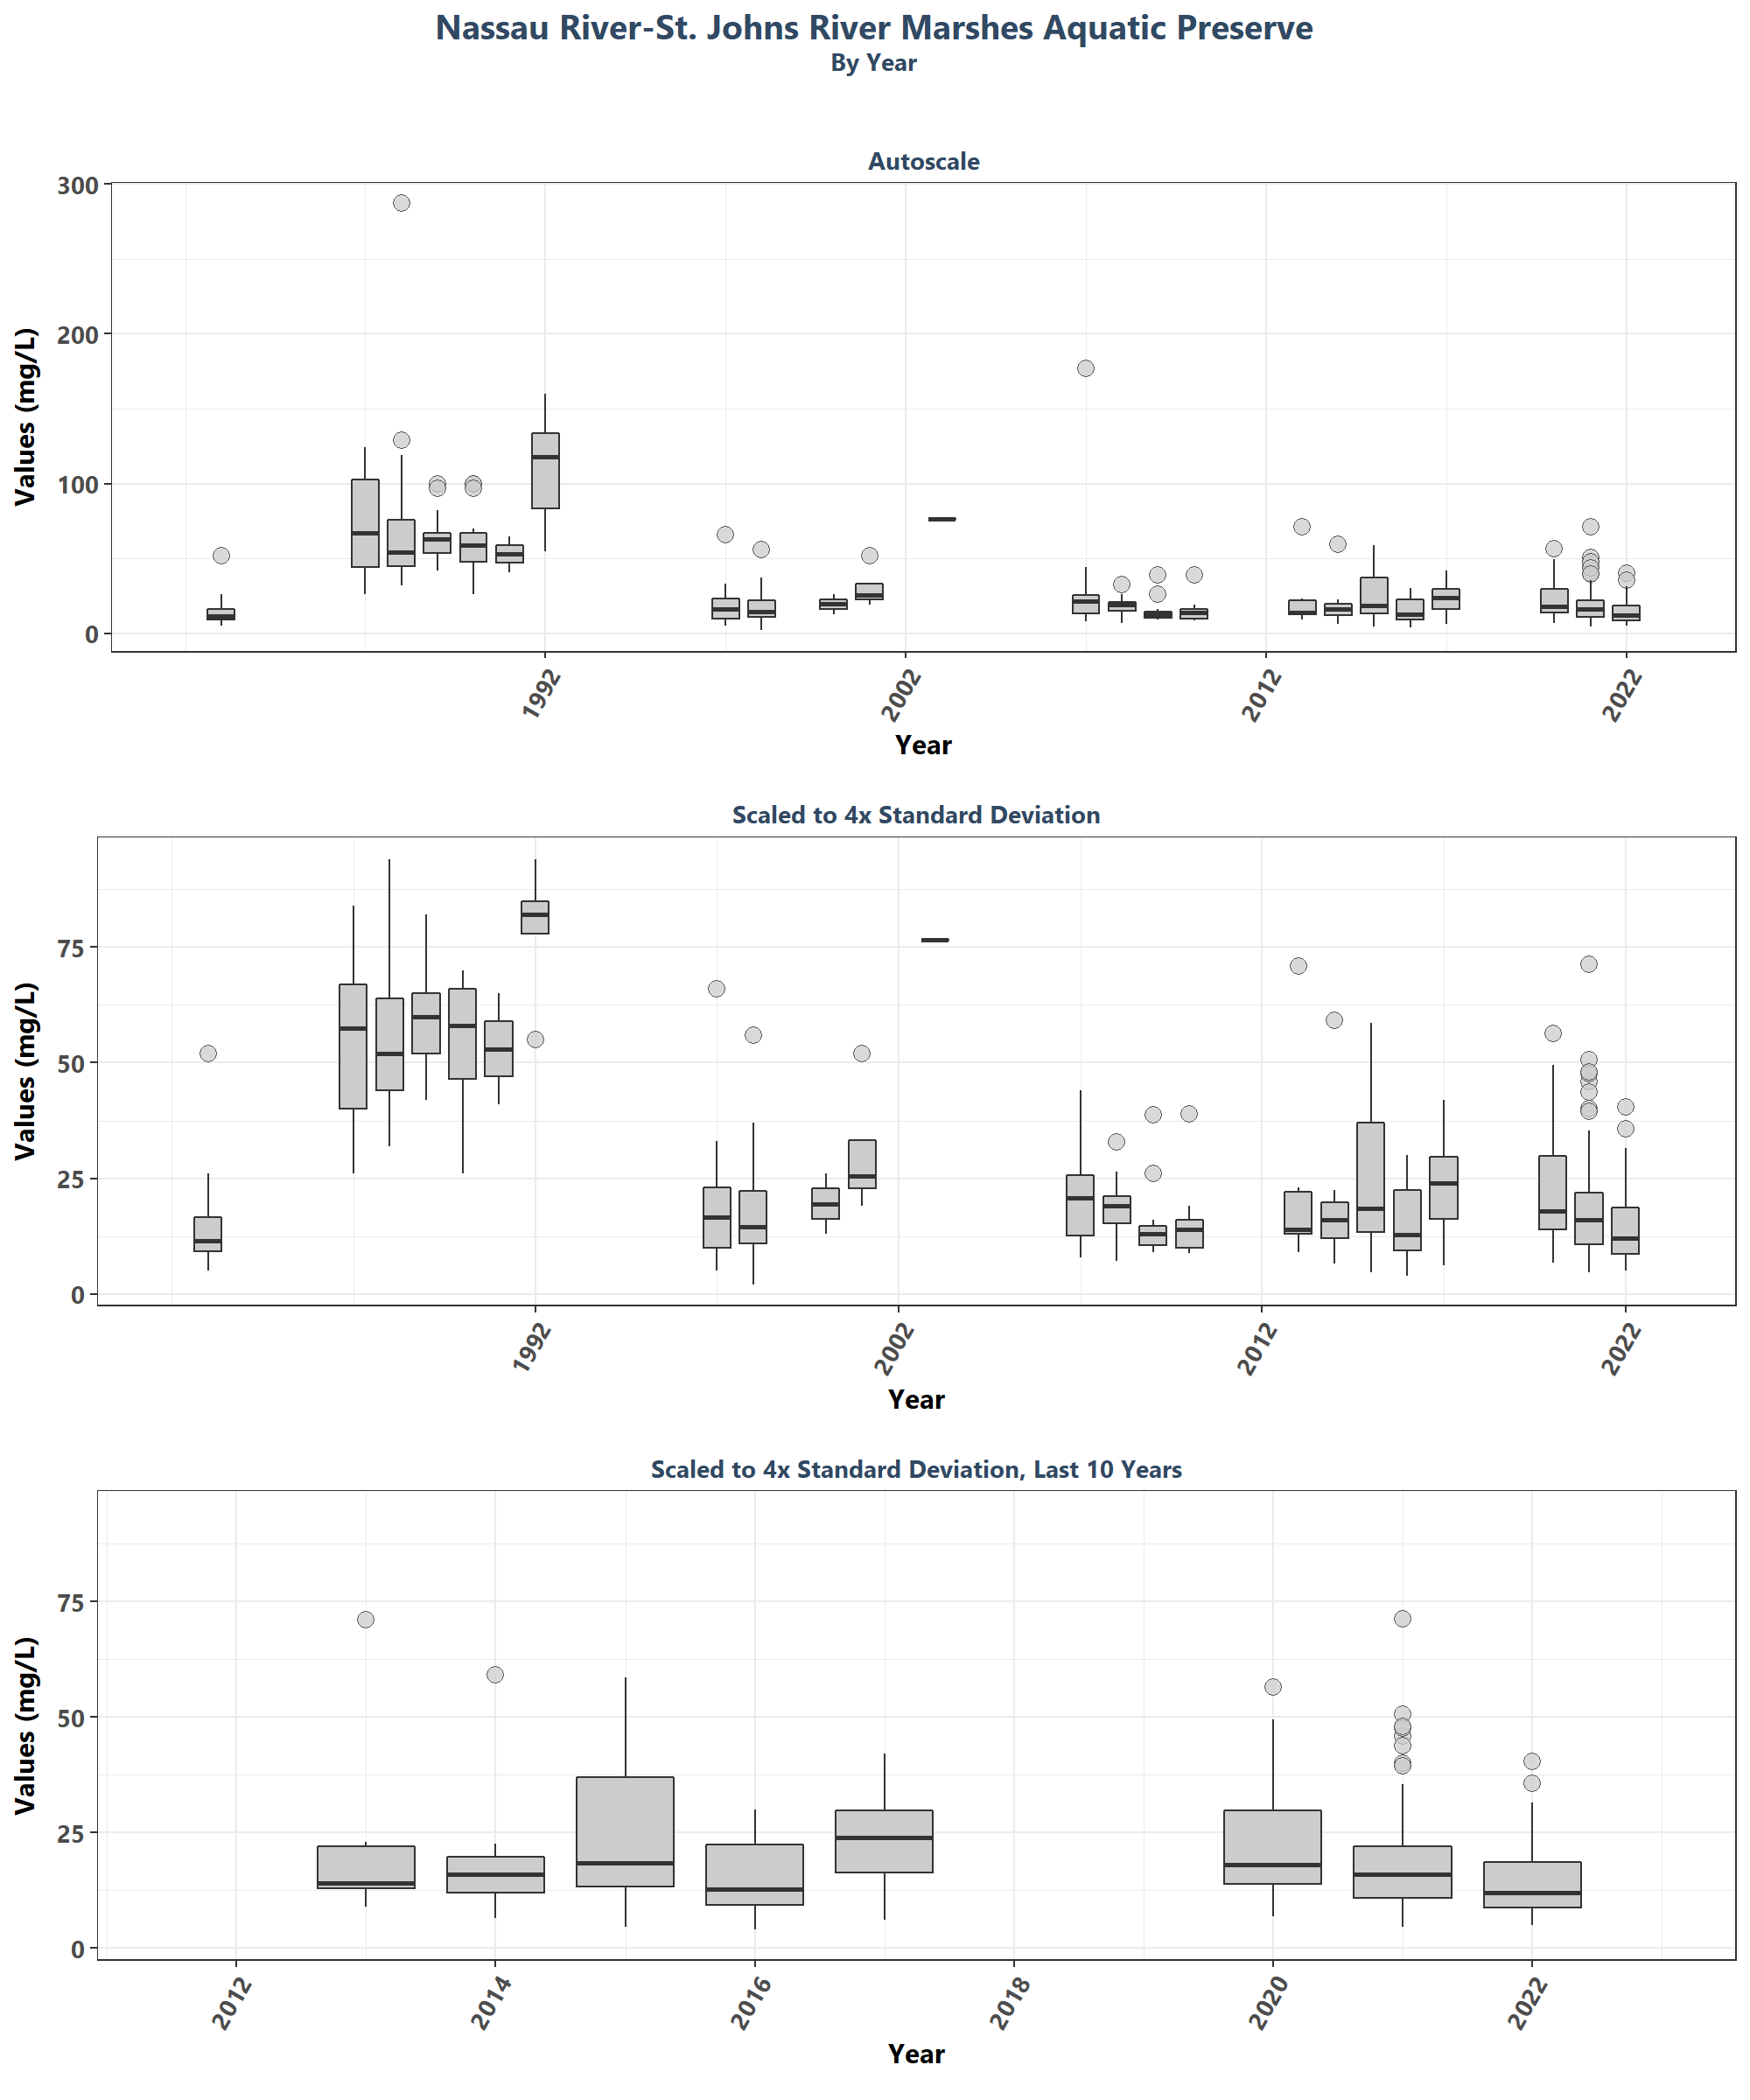 Nassau River-St. Johns River Marshes Aquatic Preserve
By Year
Autoscale
300
200
100
0
Values (mg/L)
1992
2002
2012
2022
Year
Scaled to 4x Standard Deviation
75
50
25
0
Values (mg/L)
1992
2002
2012
2022
Year
Scaled to 4x Standard Deviation, Last 10 Years
75
50
25
0
Values (mg/L)
2012
2014
2016
2018
2020
2022
Year